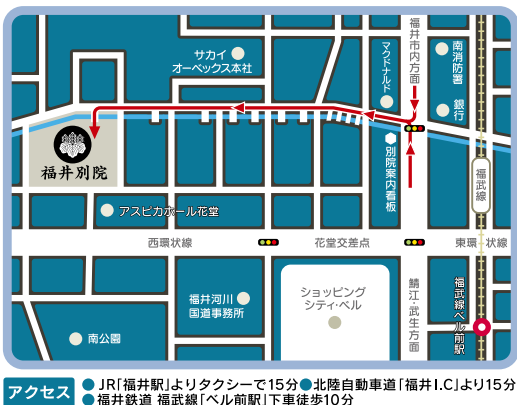 サカイ
オーベックス本社
マクドナルド
福井市内方面
南消防署
銀行
福井別院
別院案内看板
福武線
アスピカホール花堂
西環状線
花堂交差点
東環状線
福井河川
国道事務所
ショッピング
シティ・ベル
鯖江・武生方面
福武線ベル前駅
南公園
アクセス
●JR「福井駅」よりタクシーで15分●北陸自動車道「福井I.C」より15分
●福井鉄道 福武線「ベル前駅」下車徒歩10分